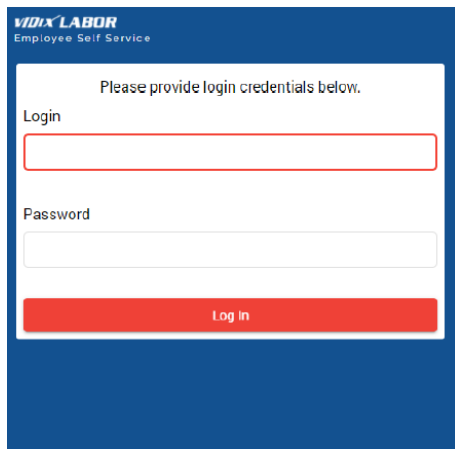 VIDIX LABOR
Employee Self Service
Please provide login credentials below.
Login
Password
Log In